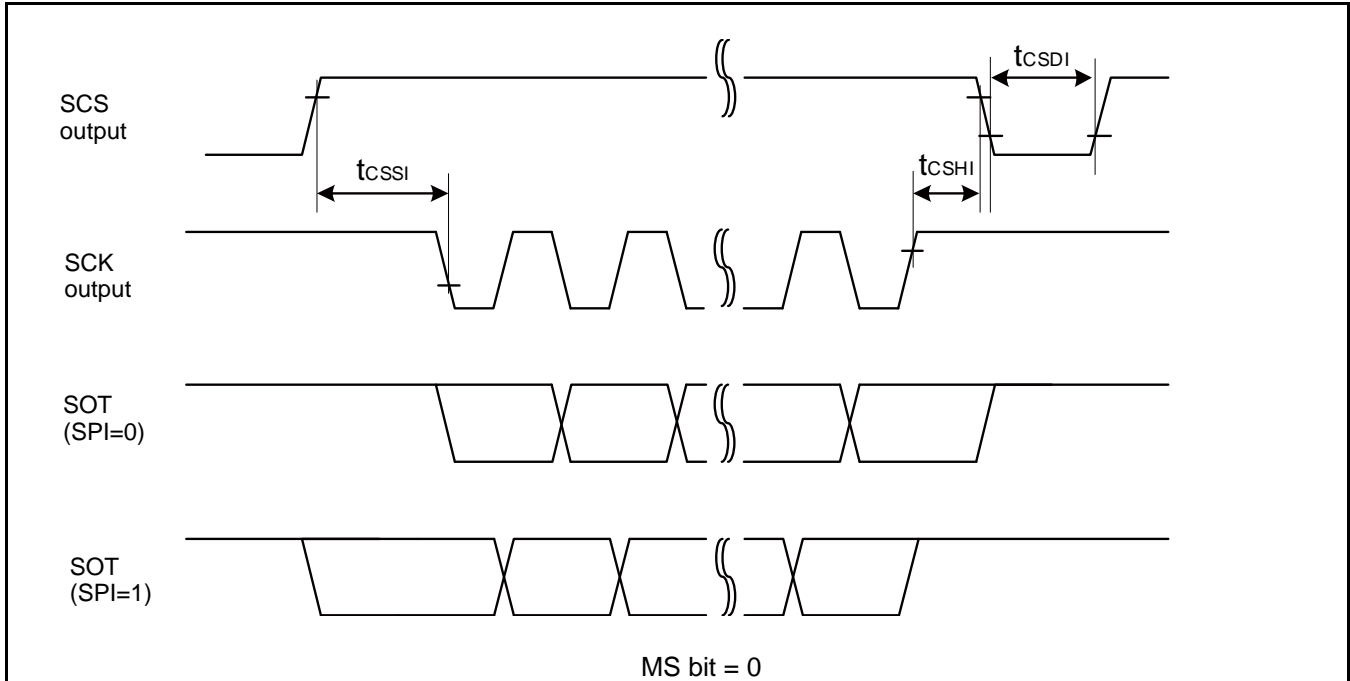 SCS
output
tCSDI
tCSSI
tCSHI
SCK
output
SOT
(SPI=0)
SOT
(SPI=1)
MS bit = 0